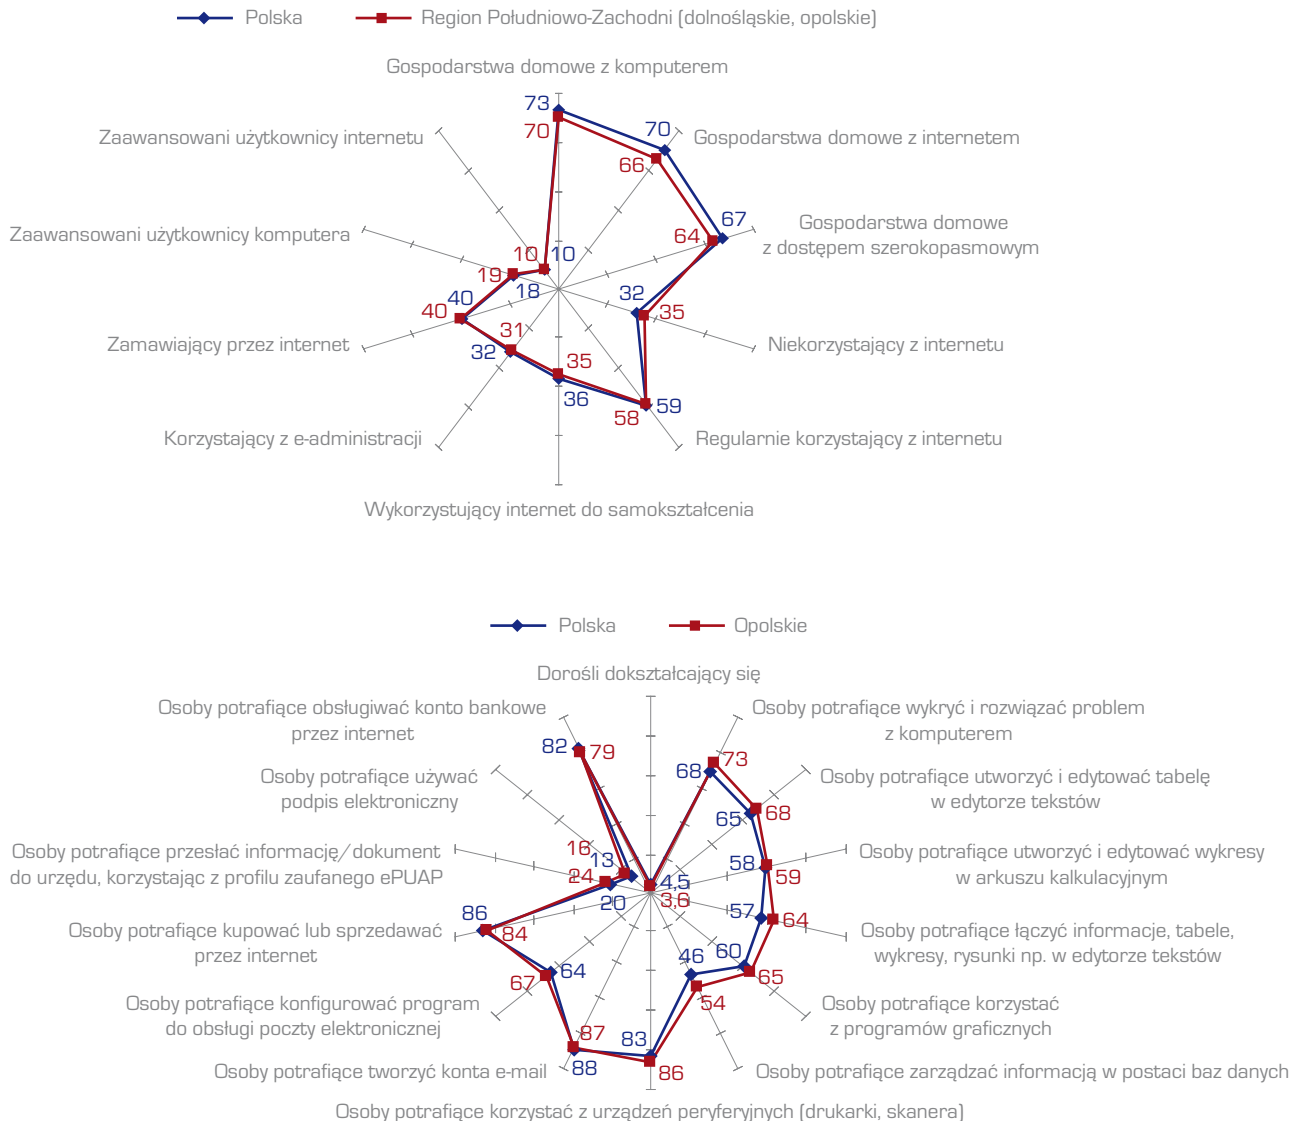 Polska
Region Południowo-Zachodni (dolnośląskie, opolskie)
Gospodarstwa domowe z komputerem
73
70
Zaawansowani użytkownicy internetu
70
Gospodarstwa domowe z internetem
66
67
Gospodarstwa domowe
z dostępem szerokopasmowym
64
Zaawansowani użytkownicy komputera
10
10
19
18
32
35
40
40
Zamawiający przez internet
Niekorzystający z internetu
31
32
35
36
58
59
Korzystający z e-administracji
Regularnie korzystający z internetu
Wykorzystujący internet do samokształcenia
Polska
Opolskie
Dorośli dokształcający się
Osoby potrafiące obsługiwać konto bankowe
przez internet
Osoby potrafiące wykryć i rozwiązać problem
z komputerem
82
79
68
73
Osoby potrafiące używać
podpis elektroniczny
Osoby potrafiące utworzyć i edytować tabelę
w edytorze tekstów
65
68
Osoby potrafiące przesłać informację/dokument
do urzędu, korzystając z profilu zaufanego ePUAP
16
13
24
20
4,5
3,6
58
59
Osoby potrafiące utworzyć i edytować wykresy
w arkuszu kalkulacyjnym
86
84
Osoby potrafiące kupować lub sprzedawać
przez internet
57
64
Osoby potrafiące łączyć informacje, tabele,
wykresy, rysunki np. w edytorze tekstów
64
67
Osoby potrafiące konfigurować program
do obsługi poczty elektronicznej
46
60
65
54
Osoby potrafiące korzystać
z programów graficznych
87
88
83
86
Osoby potrafiące tworzyć konta e-mail
Osoby potrafiące zarządzać informacją w postaci baz danych
Osoby potrafiące korzystać z urządzeń peryferyjnych (drukarki, skanera)